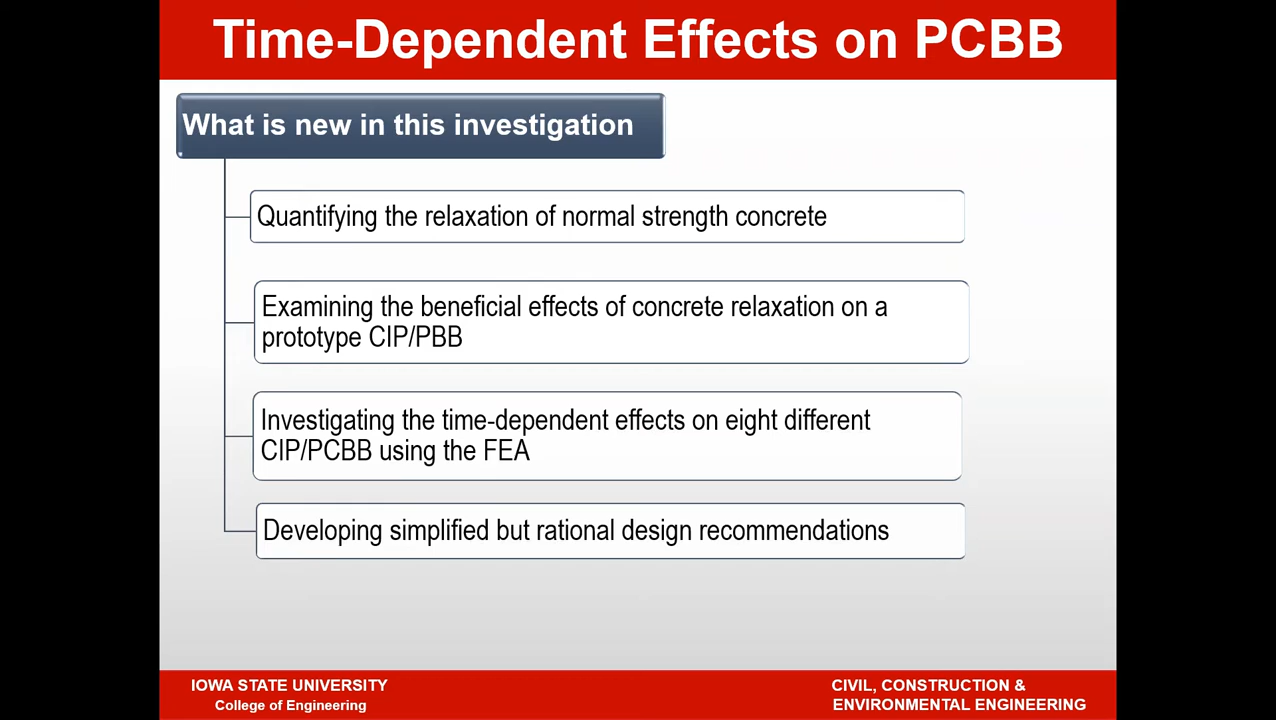 Time-Dependent Effects on PCBB
What is new in this investigation
Quantifying the relaxation of normal strength concrete
Examining the beneficial effects of concrete relaxation on a
prototype CIP/PBB
Investigating the time-dependent effects on eight different
CIP/PCBB using the FEA
Developing simplified but rational design recommendations
IOWA STATE UNIVERSITY
College of Engineering
CIVIL, CONSTRUCTION &
ENVIRONMENTAL ENGINEERING